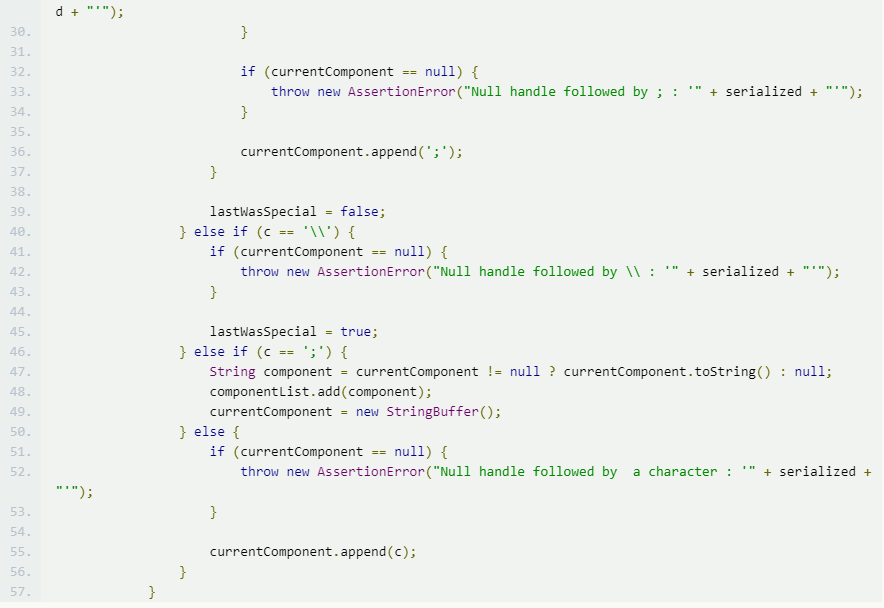 d + "'");
30. }
31.
32. if (currentComponent == null) {
33. throw new AssertionError("Null handle followed by ; : '" + serialized + "'");
34. }
35.
36. currentComponent.append(';');
37. }
38.
39. lastWasSpecial = false;
40. } else if (c == '\\') {
41. if (currentComponent == null) {
42. throw new AssertionError("Null handle followed by \\ : '" + serialized + "'");
43. }
44.
45. lastWasSpecial = true;
46. } else if (c == ';') {
47. String component = currentComponent != null ? currentComponent.toString() : null;
48. componentList.add(component);
49. currentComponent = new StringBuffer();
50. } else {
51. if (currentComponent == null) {
52. throw new AssertionError("Null handle followed by  a character : '" + serialized +
"'");
53. }
54.
55. currentComponent.append(c);
56. }
57. }